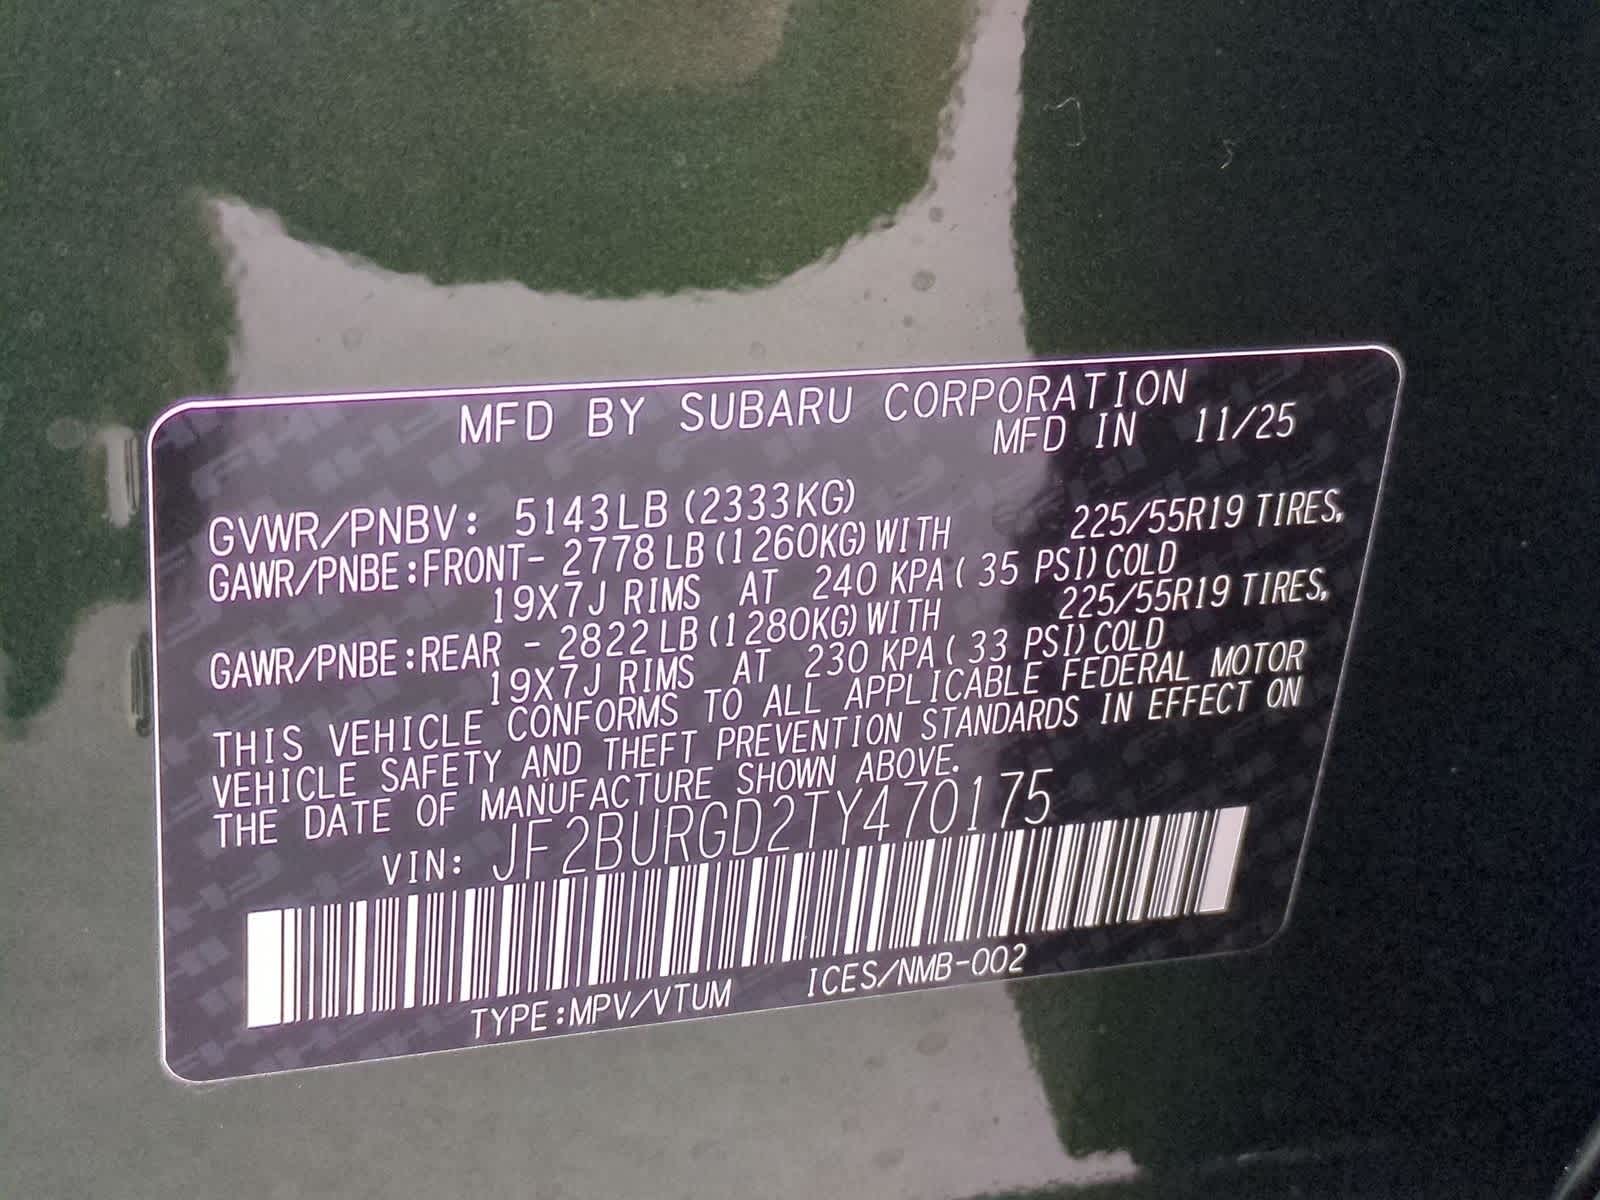 MFD BY SUBARU CORPORATION
MFD IN 11/25
GVWR/PNBV: 5143LB (2333KG)
GAWR/PNBE:FRONT- 2778 LB (1260KG) WITH 225/55R19 TIRES,
19X7J RIMS AT 240 KPA ( 35 PSI) COLD
GAWR/PNBE:REAR - 2822 LB (1280KG) WITH 225/55R19 TIRES,
19X7J RIMS AT 230 KPA ( 33 PSI) COLD
THIS VEHICLE CONFORMS TO ALL APPLICABLE FEDERAL MOTOR
VEHICLE SAFETY AND THEFT PREVENTION STANDARDS IN EFFECT ON
THE DATE OF MANUFACTURE SHOWN ABOVE.
VIN: JF2BURGD2TY470175
TYPE:MPV/VTUM ICES/NMB-002